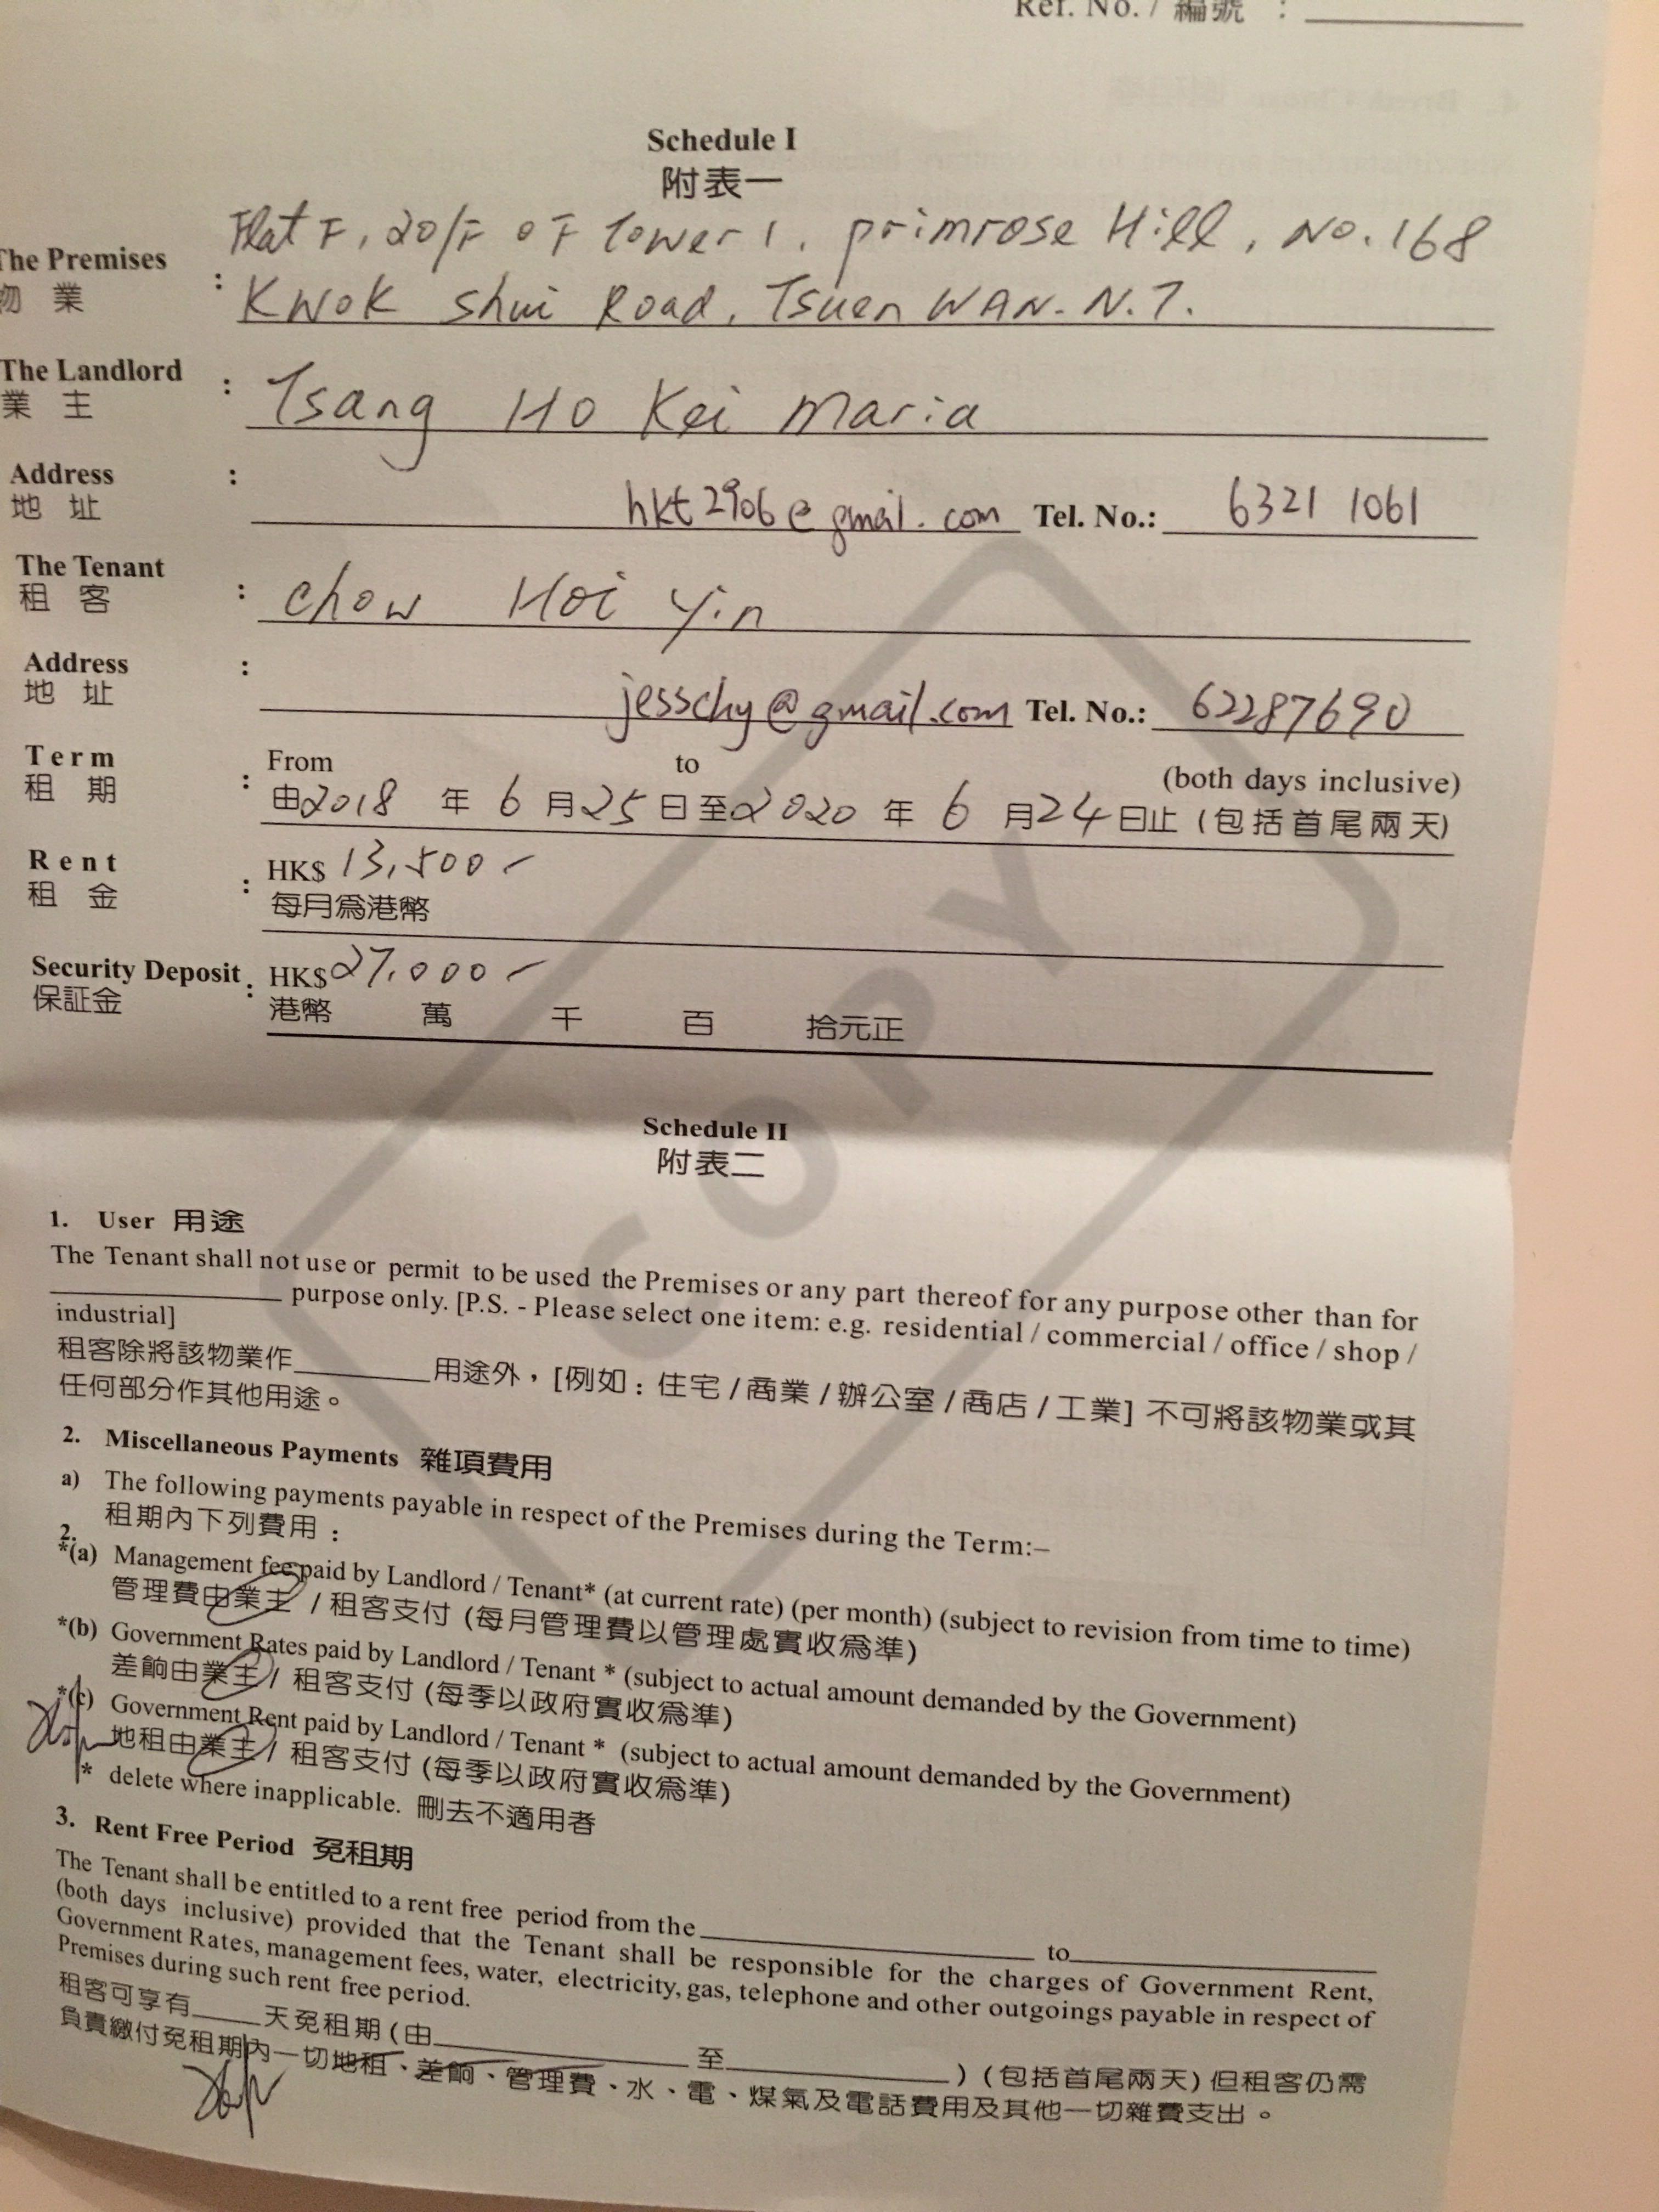 Ref. No. / 編號 :
Schedule I
附表一
The Premises
物 業
:
Flat F, 20/F of Tower 1, primrose Hill, No. 168
Kwok Shui Road, Tsuen WAN. N.T.
The Landlord
業 主
: Tsang Ho Kei Maria
Address
地 址
: hkt2906@gmail.com Tel. No.: 6321 1061
The Tenant
租 客
: Chow Hoi Yin
Address
地 址
: jesschy@gmail.com Tel. No.: 62287690
Term
租 期
: From to (both days inclusive)
由2018 年 6 月25 日至2020 年 6 月24日止 (包括首尾兩天)
Rent
租 金
: HK$ 13,500-
每月爲港幣
Security Deposit
保証金
: HK$ 27,000-
港幣 萬 千 百 拾元正
COPY
Schedule II
附表二
1. User 用途
The Tenant shall not use or permit to be used the Premises or any part thereof for any purpose other than for
purpose only. [P.S. - Please select one item: e.g. residential / commercial / office / shop /
industrial]
租客除將該物業作 用途外，[例如 : 住宅 / 商業 / 辦公室 / 商店 / 工業] 不可將該物業或其
任何部分作其他用途。
2. Miscellaneous Payments 雜項費用
a) The following payments payable in respect of the Premises during the Term:–
租期內下列費用 :
2.
*(a) Management fee paid by Landlord / Tenant* (at current rate) (per month) (subject to revision from time to time)
管理費由業主 / 租客支付 (每月管理費以管理處實收爲準)
*(b) Government Rates paid by Landlord / Tenant * (subject to actual amount demanded by the Government)
差餉由業主 / 租客支付 (每季以政府實收爲準)
*(c) Government Rent paid by Landlord / Tenant * (subject to actual amount demanded by the Government)
地租由業主 / 租客支付 (每季以政府實收爲準)
* delete where inapplicable. 刪去不適用者
3. Rent Free Period 免租期
The Tenant shall be entitled to a rent free period from the to
(both days inclusive) provided that the Tenant shall be responsible for the charges of Government Rent,
Government Rates, management fees, water, electricity, gas, telephone and other outgoings payable in respect of
Premises during such rent free period.
租客可享有 天免租期 (由 至 ) (包括首尾兩天) 但租客仍需
負責繳付免租期內一切地租、差餉、管理費、水、電、煤氣及電話費用及其他一切雜費支出。